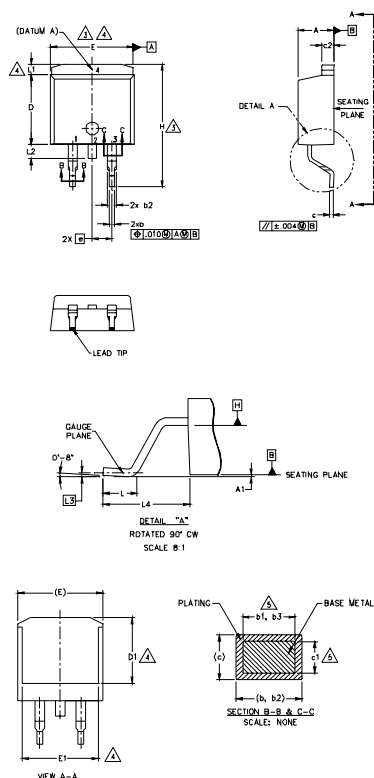 A
(DATUM A)
3 4
E
A
A
B
c2
4
L1
4
D
H 3
DETAIL A
SEATING
PLANE
C C
1 2 3
L2
B B
2x b2
2xb
2X e
⌖ .010 Ⓜ A Ⓜ B
c
A
// ±.004 Ⓜ B
LEAD TIP
GAUGE
PLANE
H
0°-8°
B
SEATING PLANE
L3
L
L4
A1
DETAIL "A"
ROTATED 90° CW
SCALE 8:1
(E)
PLATING
5
b1, b3
BASE METAL
D1 4
(c)
c1 5
(b, b2)
SECTION B-B & C-C
SCALE: NONE
E1
4
VIEW A-A